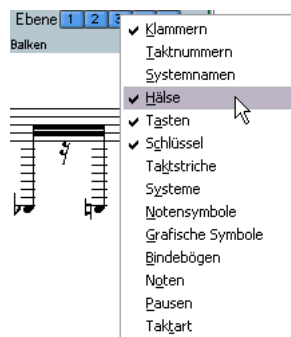 Ebene 1 2 3
Balken
Klammern
Taktnummern
Systemnamen
Hälse
Tasten
Schlüssel
Taktstriche
Systeme
Notensymbole
Grafische Symbole
Bindebögen
Noten
Pausen
Taktart